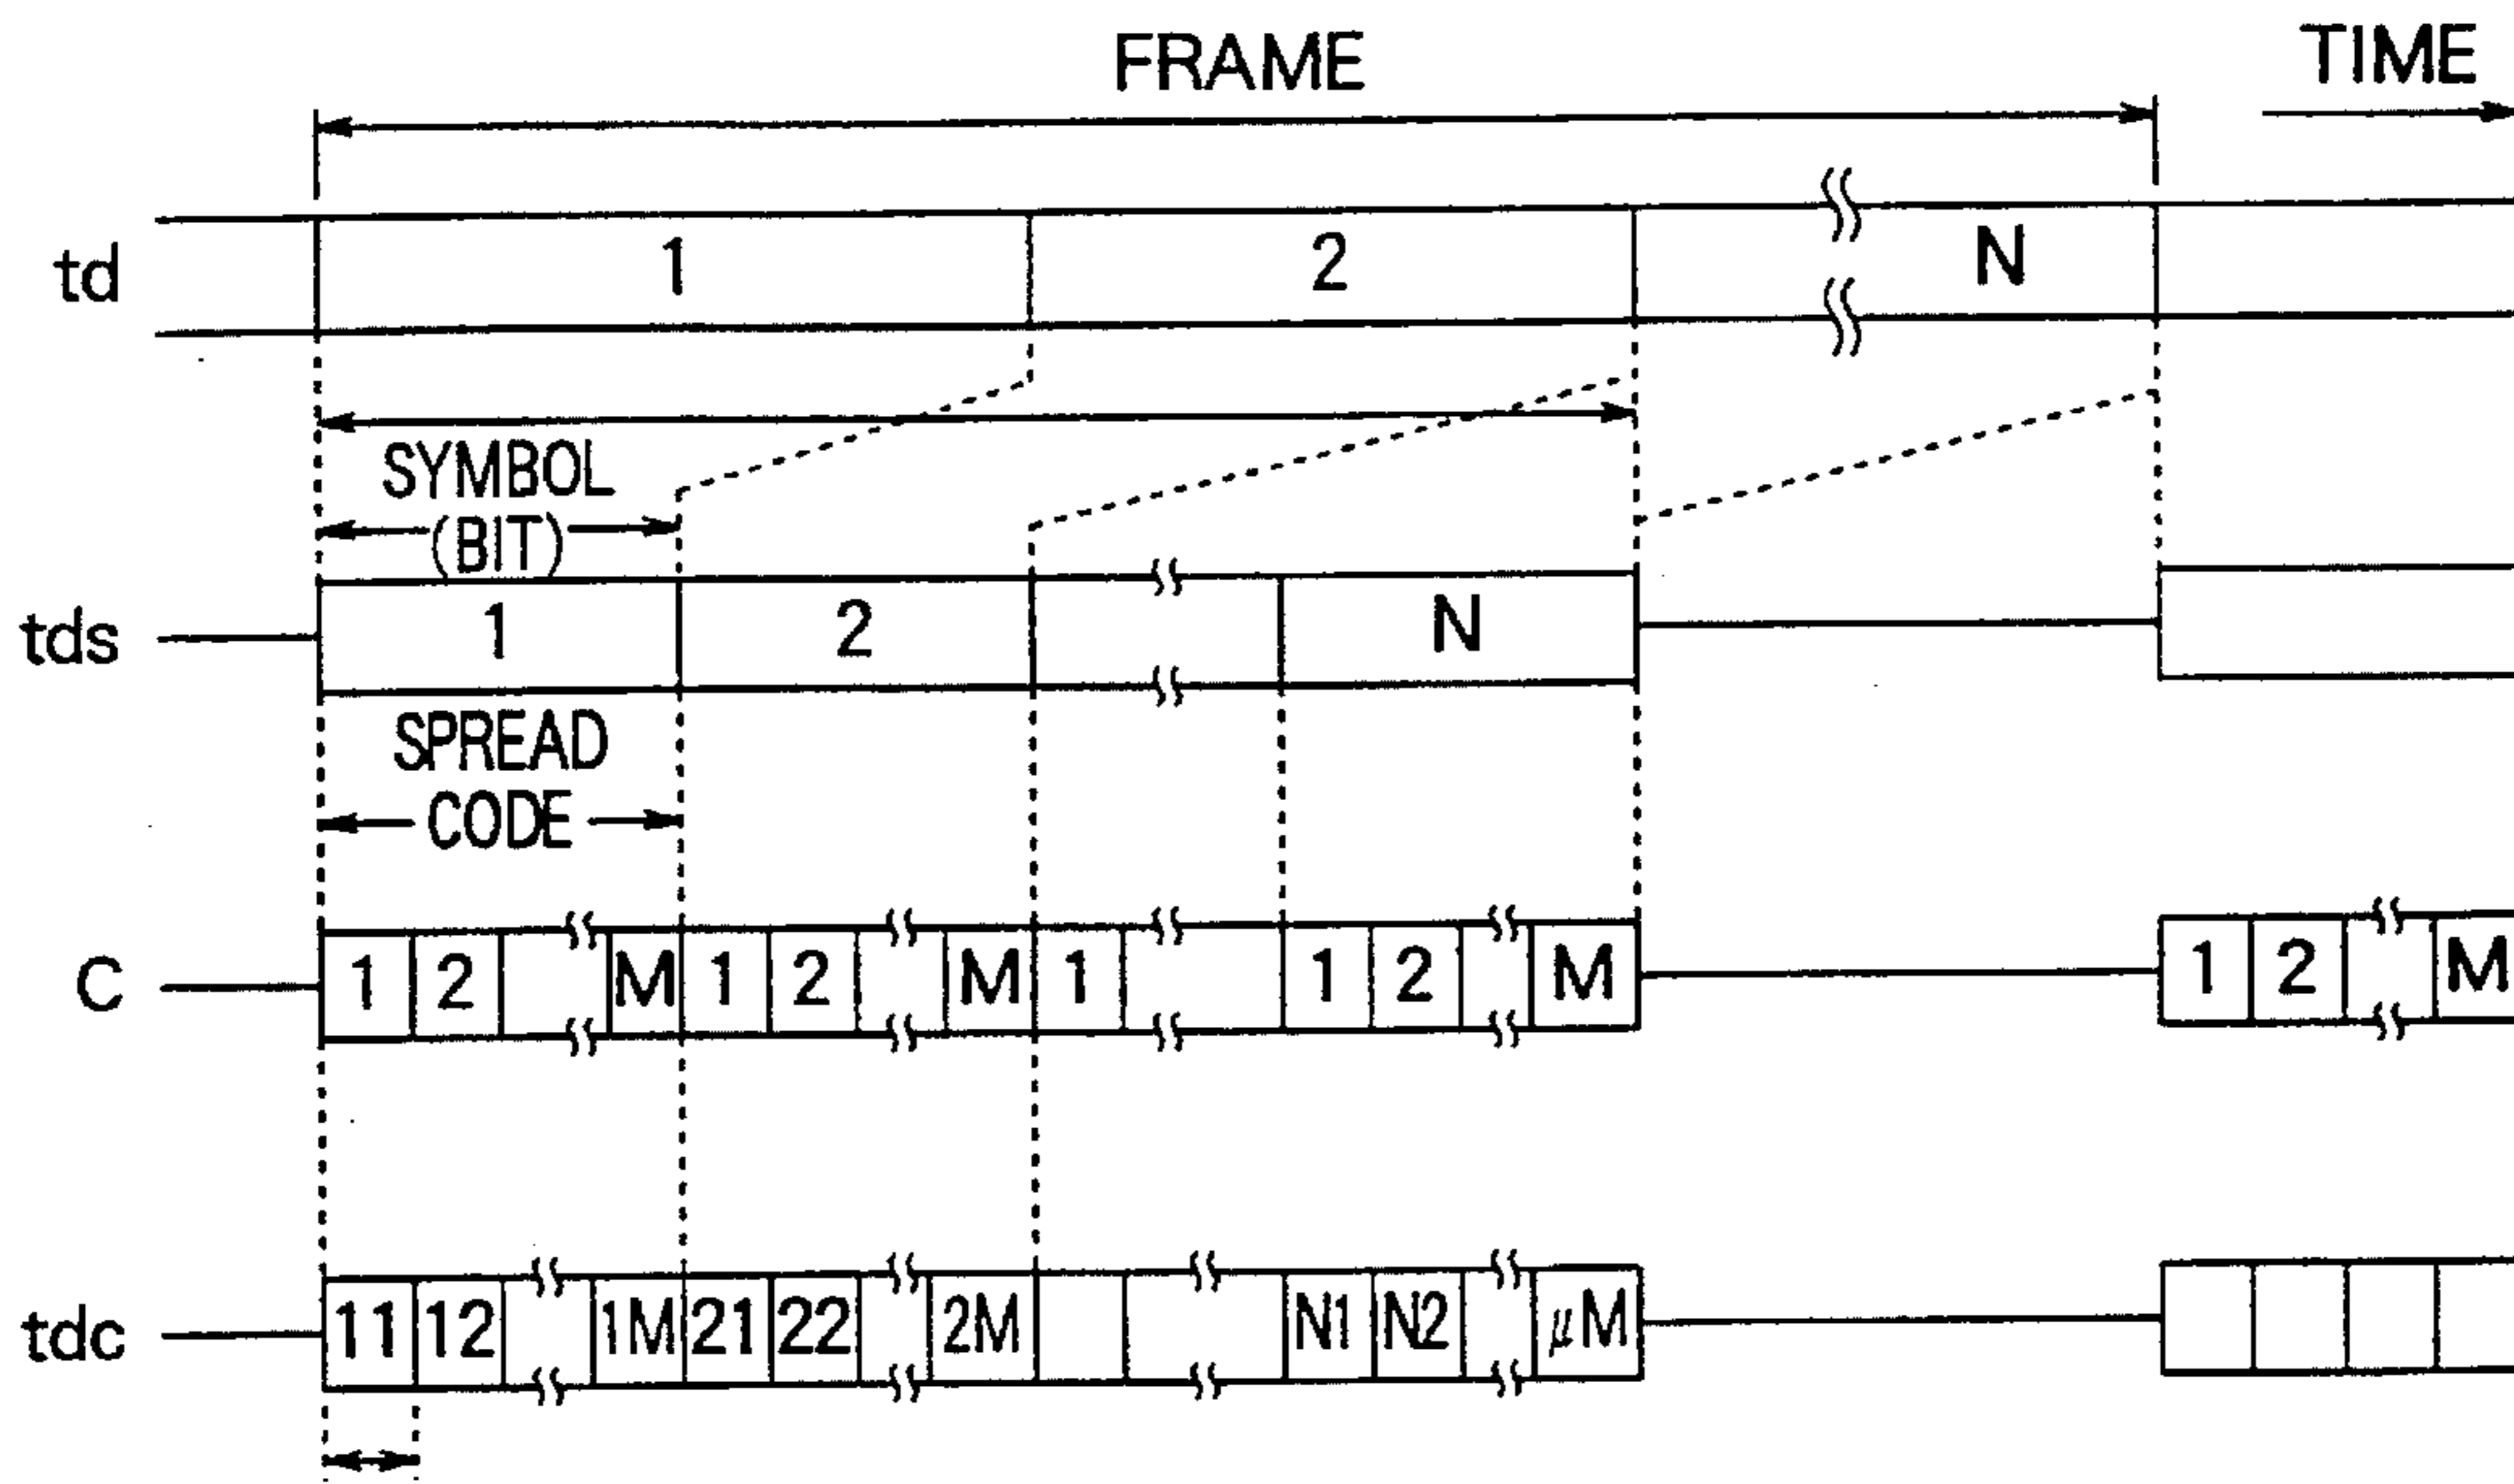 FRAME TIME
td 1 2 N
SYMBOL
(BIT)
tds 1 2 N
SPREAD
CODE
C 1 2 M 1 2 M 1 1 2 M 1 2 M
tdc 11 12 1M 21 22 2M N1 N2 μM